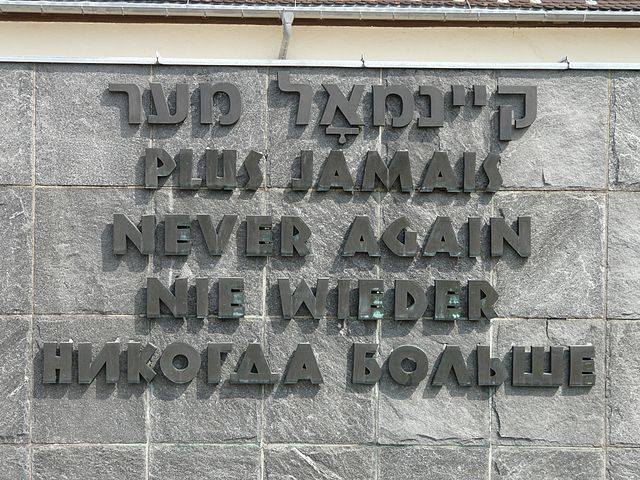 קיינמאָל מער
PLUS JAMAIS
NEVER AGAIN
NIE WIEDER
НИКОГДА БОЛЬШЕ